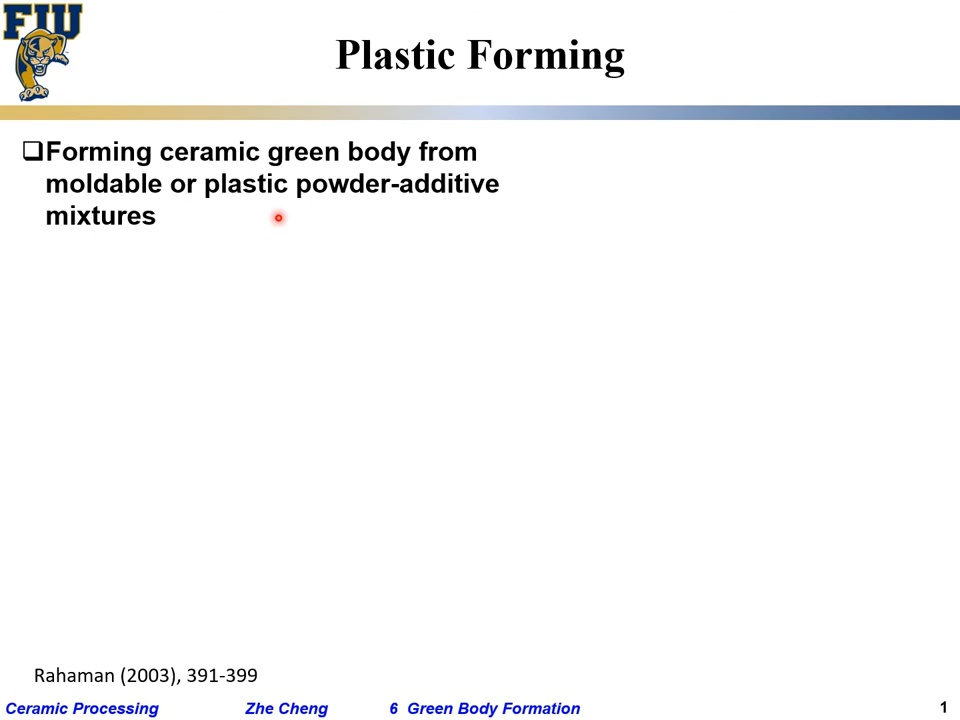 FIU
Plastic Forming
❑Forming ceramic green body from
moldable or plastic powder-additive
mixtures
Rahaman (2003), 391-399
Ceramic Processing Zhe Cheng 6 Green Body Formation 1